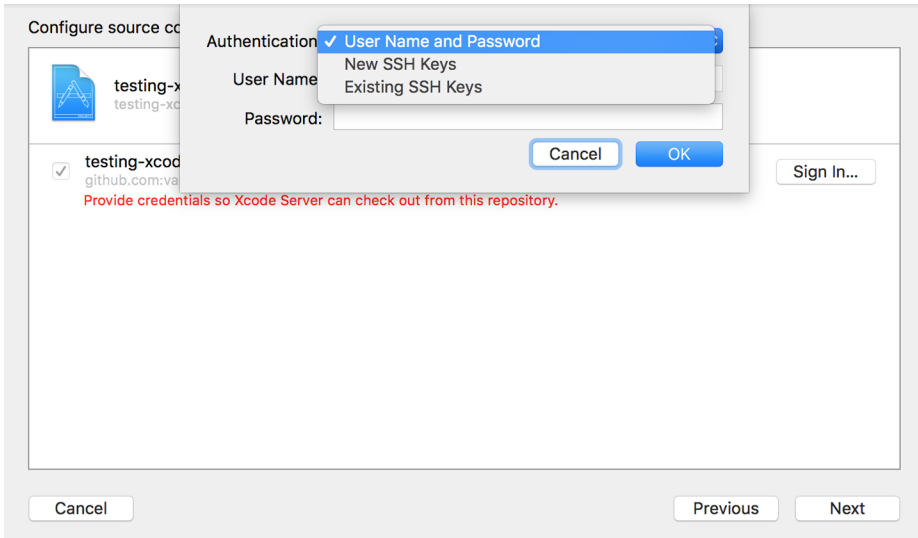 Configure source co
Authentication
User Name and Password
New SSH Keys
Existing SSH Keys
User Name
Password:
Cancel
OK
testing-x
testing-xc
testing-xcod
github.com:va
Provide credentials so Xcode Server can check out from this repository.
Sign In...
Cancel
Previous
Next